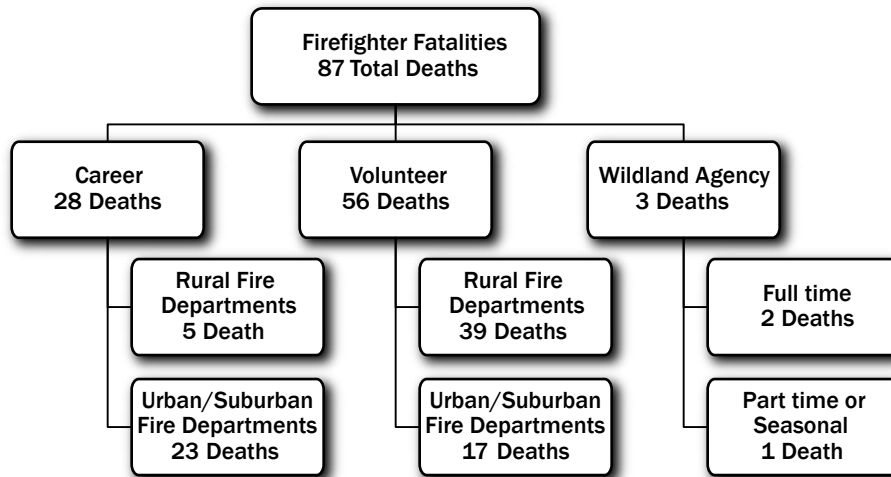 Firefighter Fatalities
87 Total Deaths
Career
28 Deaths
Volunteer
56 Deaths
Wildland Agency
3 Deaths
Rural Fire
Departments
5 Death
Rural Fire
Departments
39 Deaths
Full time
2 Deaths
Urban/Suburban
Fire Departments
23 Deaths
Urban/Suburban
Fire Departments
17 Deaths
Part time or
Seasonal
1 Death